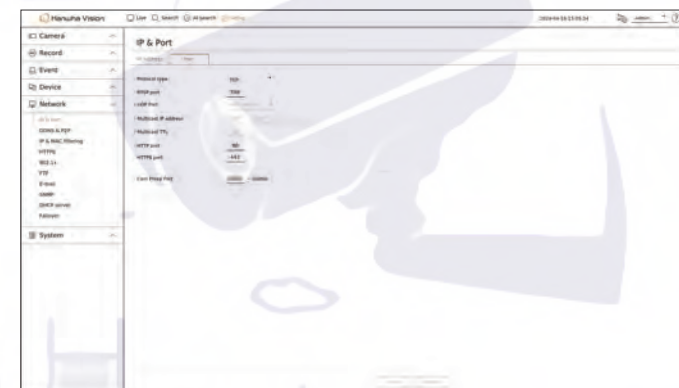 Hanwha Vision
Live Search AI Search
Camera
Record
Event
Device
Network
IP & Port
DDNS & P2P
IP & MAC filtering
HTTPS
802.1x
FTP
E-mail
SNMP
DHCP server
Failover
System
IP & Port
Port
Protocol type TCP
RTSP port 558
UDP Port
Multicast IP address
Multicast TTL
HTTP port 80
HTTPS port 443
Cam Proxy Port